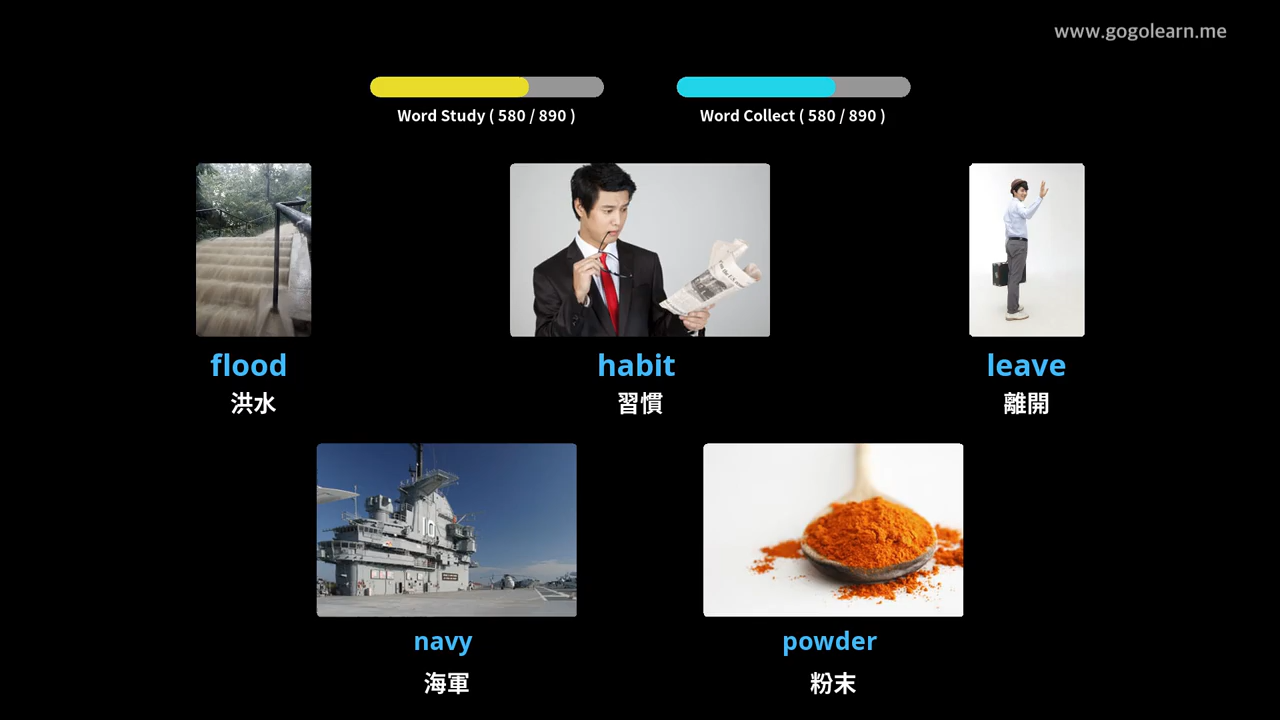 www.gogolearn.me
Word Study ( 580 / 890 )
Word Collect ( 580 / 890 )
flood
洪水
habit
習慣
leave
離開
navy
海軍
powder
粉末
10